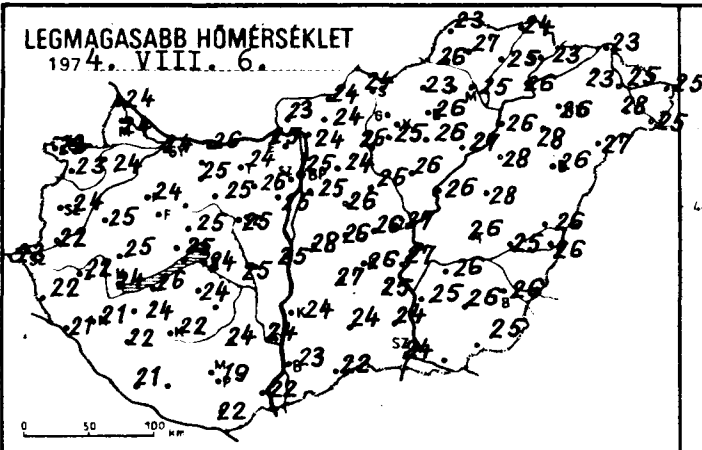 LEGMAGASABB HŐMÉRSÉKLET
1974. VIII. 6.
23 24
26 27 23
25 23
24 24 23 25 26 23 25 25
24 23 24 26 26 28
M 24 25
24 26 26 25 26 28 27
23 24 24 25 24 27
25 25 24 28
24 24 25 26 25 26 26 28
SZ F 26 26
24 25 25 25
22 25 25 28 26 26 27 26 26
25 26
22 24 26 24 25 27 26 27 26
22 24 25 25 26 26
21 21 24 K 24 24 B
22 K 22 24 24 24 24 25
SZ 24
21 M 19 23 22
P B
22 22
0 50 100
km